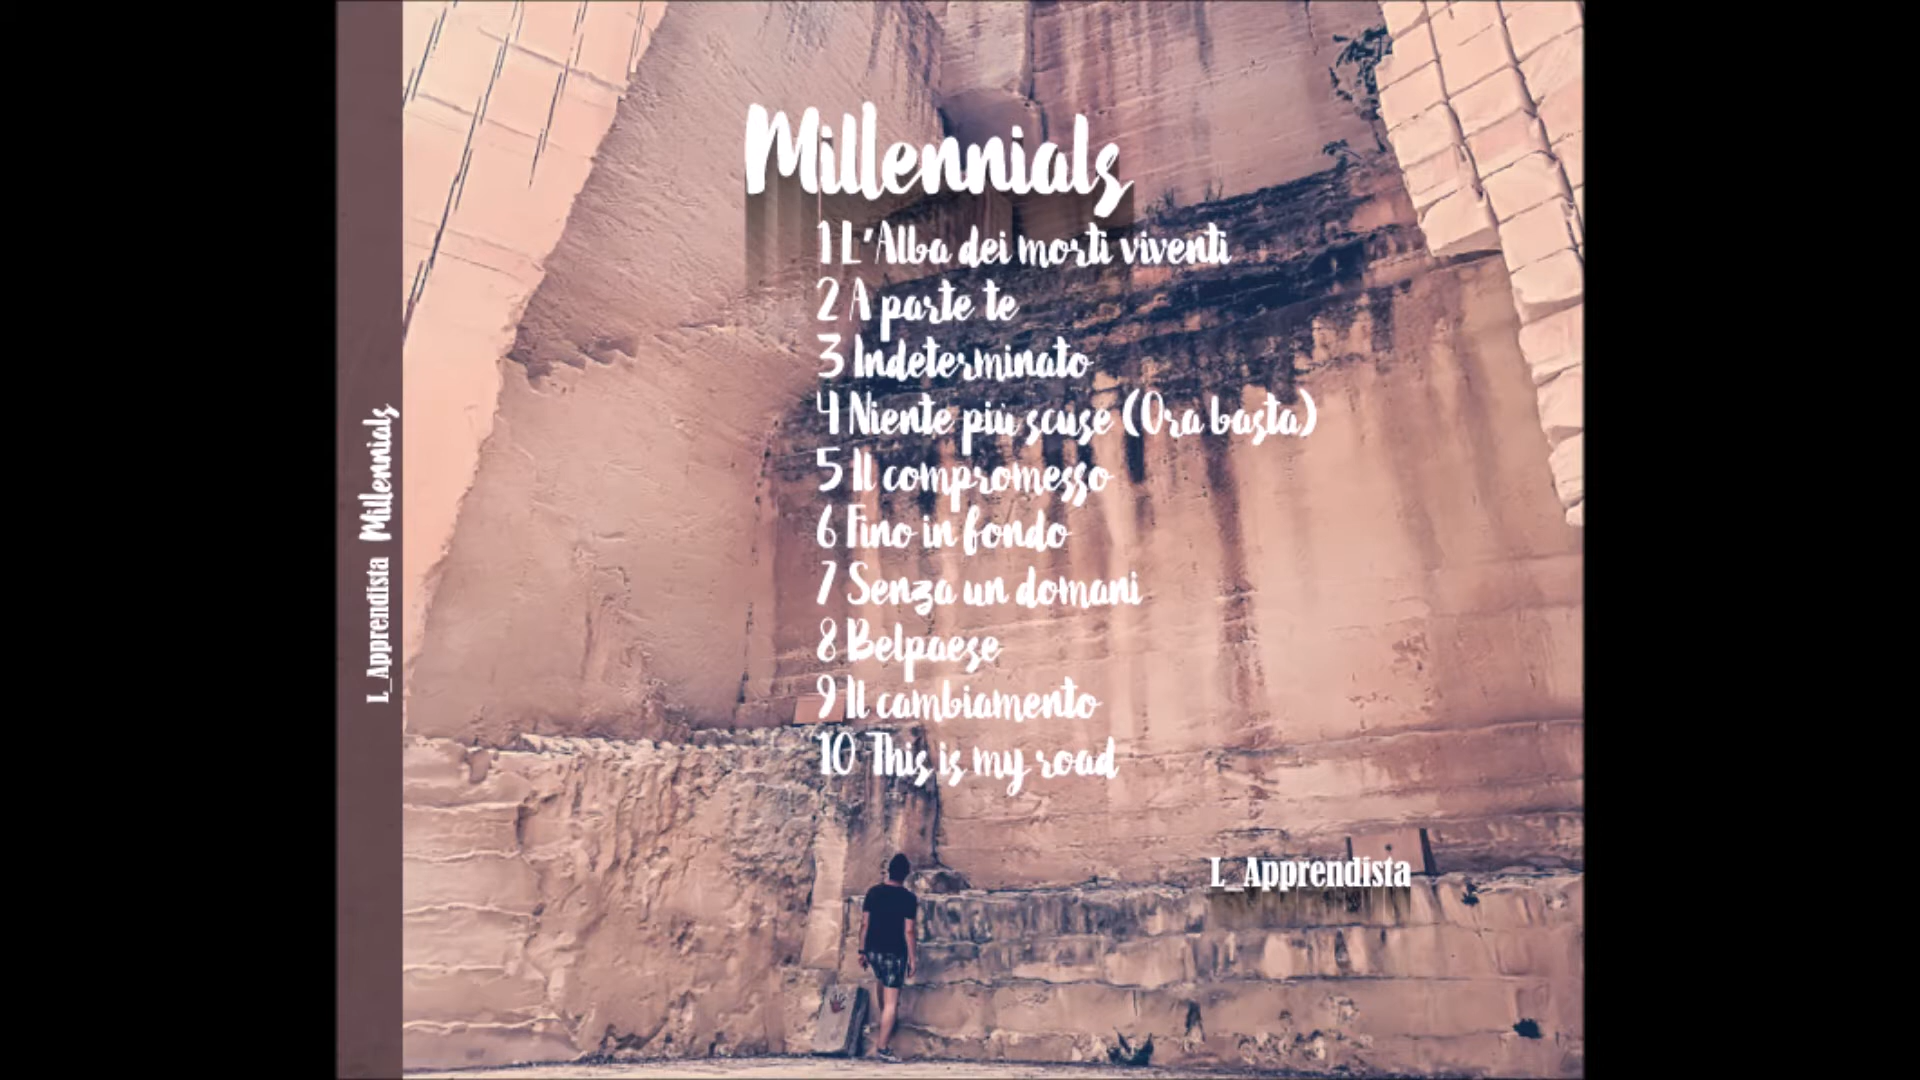 Millennials
1 L'Alba dei morti viventi
2 A parte te
3 Indeterminato
4 Niente più scuse (Ora basta)
5 Il compromesso
6 Fino in fondo
7 Senza un domani
8 Belpaese
9 Il cambiamento
10 This is my road
L_Apprendista
L_Apprendista Millennials